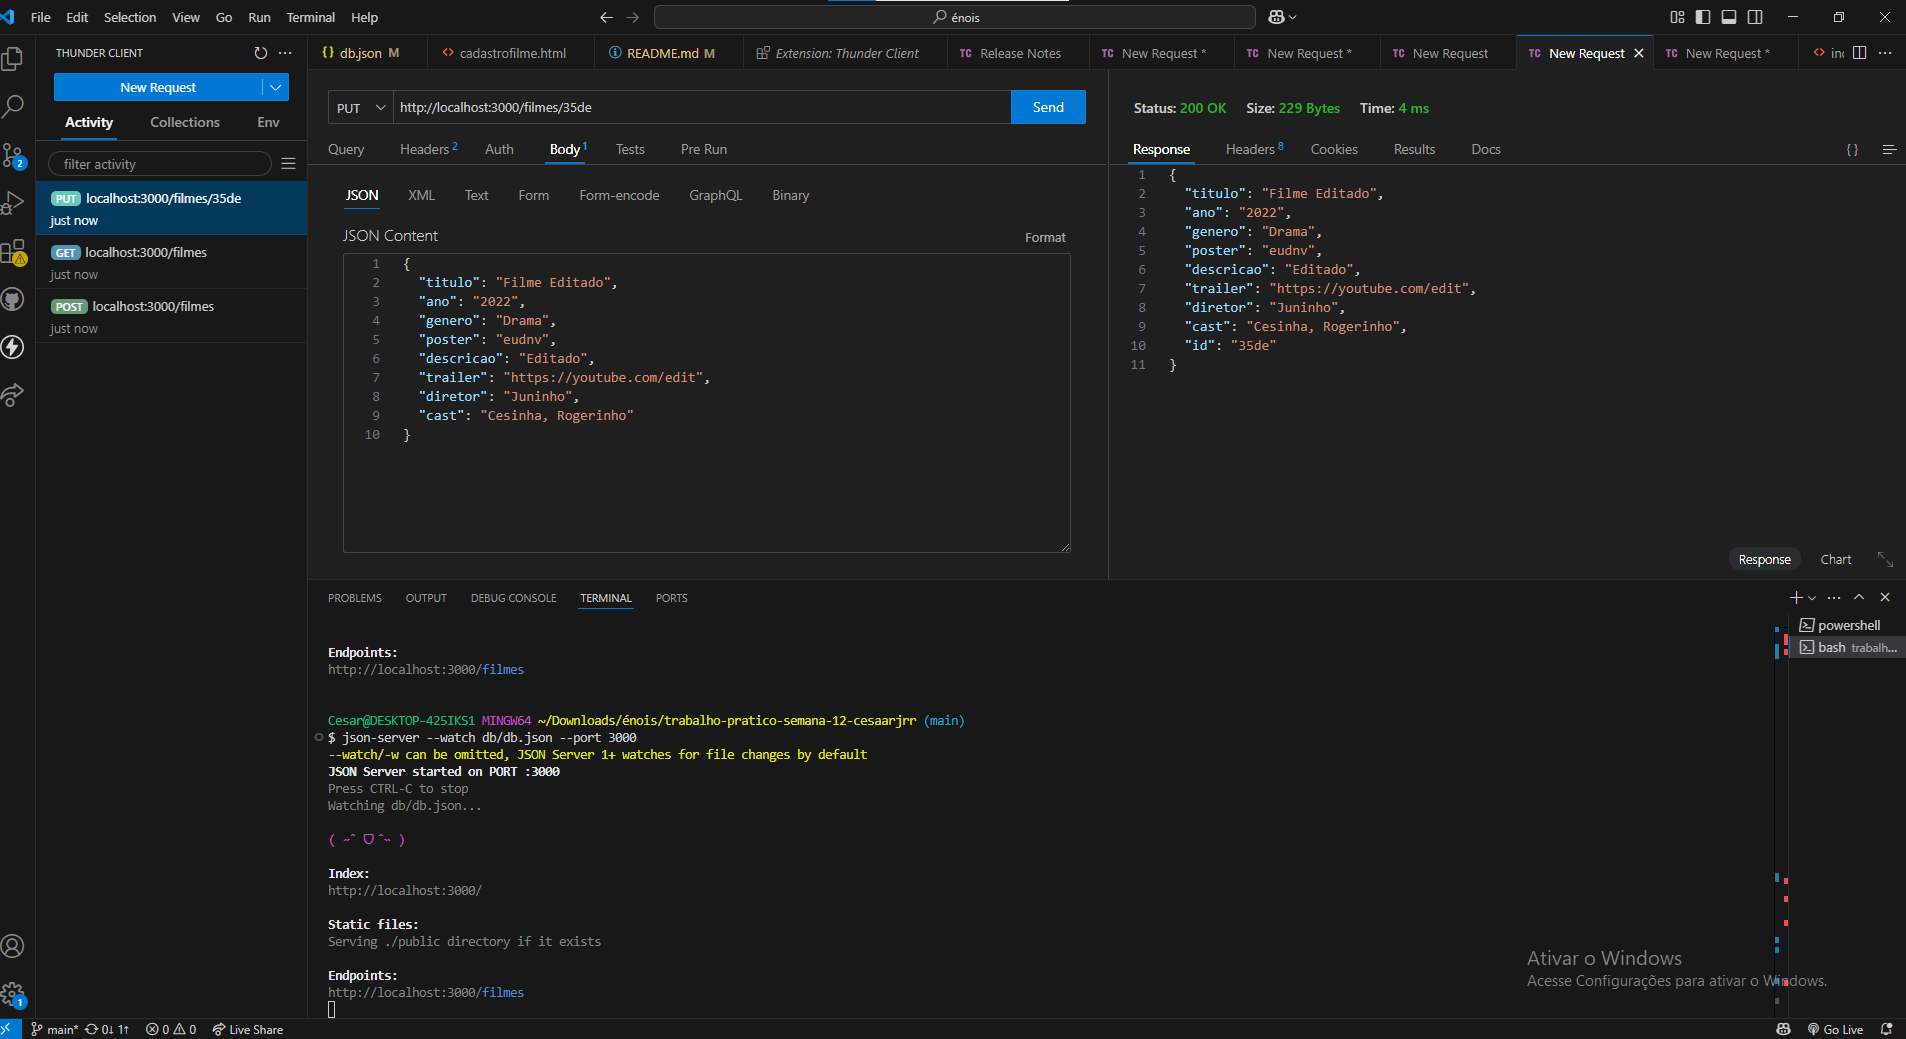 File Edit Selection View Go Run Terminal Help
énois
THUNDER CLIENT
New Request
Activity Collections Env
filter activity
PUT localhost:3000/filmes/35de
just now
GET localhost:3000/filmes
just now
POST localhost:3000/filmes
just now
2
1
{} db.json M
<> cadastrofilme.html
README.md M
Extension: Thunder Client
TC Release Notes
TC New Request *
TC New Request *
TC New Request
TC New Request
TC New Request *
<> in
PUT http://localhost:3000/filmes/35de Send
Query Headers 2 Auth Body 1 Tests Pre Run
JSON XML Text Form Form-encode GraphQL Binary
JSON Content
Format
1 {
2 "titulo": "Filme Editado",
3 "ano": "2022",
4 "genero": "Drama",
5 "poster": "eudnv",
6 "descricao": "Editado",
7 "trailer": "https://youtube.com/edit",
8 "diretor": "Juninho",
9 "cast": "Cesinha, Rogerinho"
10 }
Status: 200 OK Size: 229 Bytes Time: 4 ms
Response Headers 8 Cookies Results Docs {}
1 {
2 "titulo": "Filme Editado",
3 "ano": "2022",
4 "genero": "Drama",
5 "poster": "eudnv",
6 "descricao": "Editado",
7 "trailer": "https://youtube.com/edit",
8 "diretor": "Juninho",
9 "cast": "Cesinha, Rogerinho",
10 "id": "35de"
11 }
Response Chart
PROBLEMS OUTPUT DEBUG CONSOLE TERMINAL PORTS
powershell
bash trabalh...
Endpoints:
http://localhost:3000/filmes
Cesar@DESKTOP-425IKS1 MINGW64 ~/Downloads/énois/trabalho-pratico-semana-12-cesaarjrr (main)
$ json-server --watch db/db.json --port 3000
--watch/-w can be omitted, JSON Server 1+ watches for file changes by default
JSON Server started on PORT :3000
Press CTRL-C to stop
Watching db/db.json...
( ˶ˆ ᗜ ˆ˵ )
Index:
http://localhost:3000/
Static files:
Serving ./public directory if it exists
Endpoints:
http://localhost:3000/filmes
Ativar o Windows
Acesse Configurações para ativar o Windows.
main* 0↓ 1↑ 0 0 Live Share
Go Live